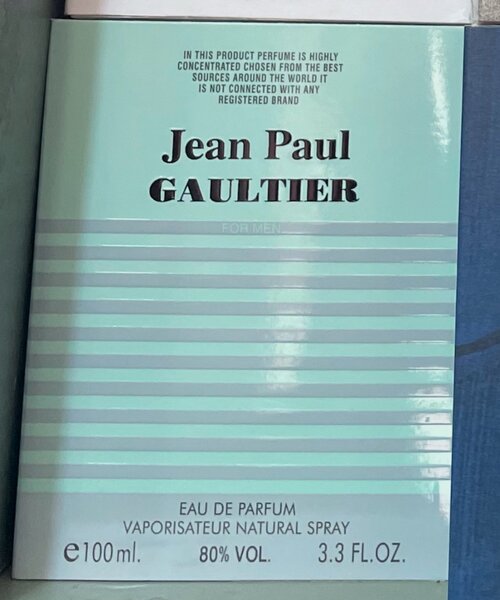 IN THIS PRODUCT PERFUME IS HIGHLY
CONCENTRATED CHOSEN FROM THE BEST
SOURCES AROUND THE WORLD IT
IS NOT CONNECTED WITH ANY
REGISTERED BRAND
Jean Paul
GAULTIER
FOR MEN
EAU DE PARFUM
VAPORISATEUR NATURAL SPRAY
e100ml. 80% VOL. 3.3 FL.OZ.